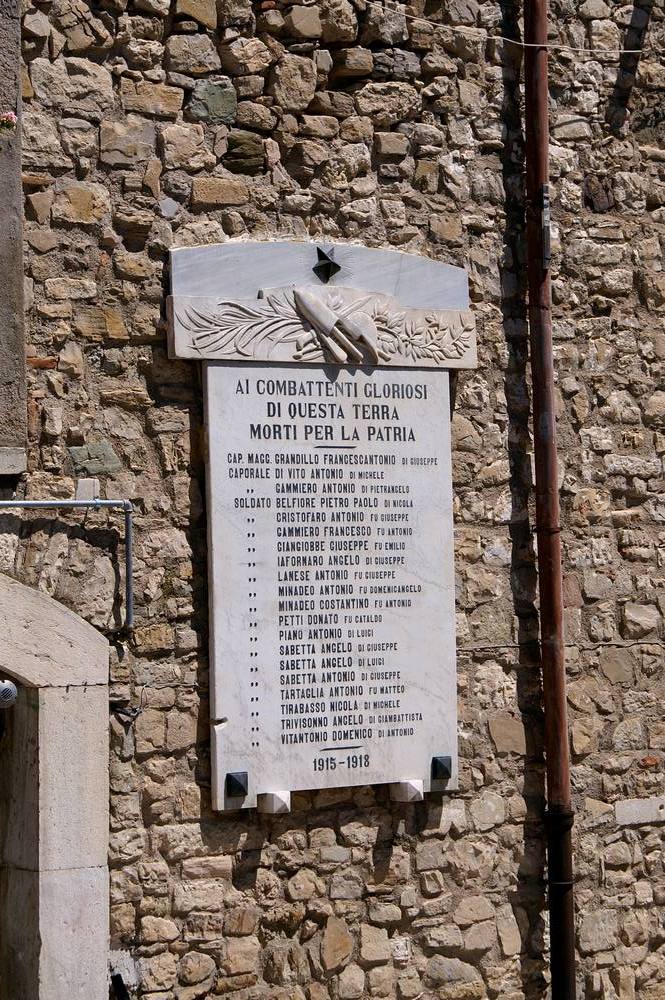 AI COMBATTENTI GLORIOSI
DI QUESTA TERRA
MORTI PER LA PATRIA
CAP. MAGG. GRANDILLO FRANCESCANTONIO DI GIUSEPPE
CAPORALE DI VITO ANTONIO DI MICHELE
,, GAMMIERO ANTONIO DI PIETRANGELO
SOLDATO BELFIORE PIETRO PAOLO DI NICOLA
,, CRISTOFARO ANTONIO FU GIUSEPPE
,, GAMMIERO FRANCESCO FU ANTONIO
,, GIANGIOBBE GIUSEPPE FU EMILIO
,, IAFORNARO ANGELO DI GIUSEPPE
,, LANESE ANTONIO FU GIUSEPPE
,, MINADEO ANTONIO FU DOMENICANGELO
,, MINADEO COSTANTINO FU ANTONIO
,, PETTI DONATO FU CATALDO
,, PIANO ANTONIO DI LUIGI
,, SABETTA ANGELO DI GIUSEPPE
,, SABETTA ANGELO DI LUIGI
,, SABETTA ANTONIO DI GIUSEPPE
,, TARTAGLIA ANTONIO FU MATTEO
,, TIRABASSO NICOLA DI MICHELE
,, TRIVISONNO ANGELO DI GIAMBATTISTA
,, VITANTONIO DOMENICO DI ANTONIO
1915-1918